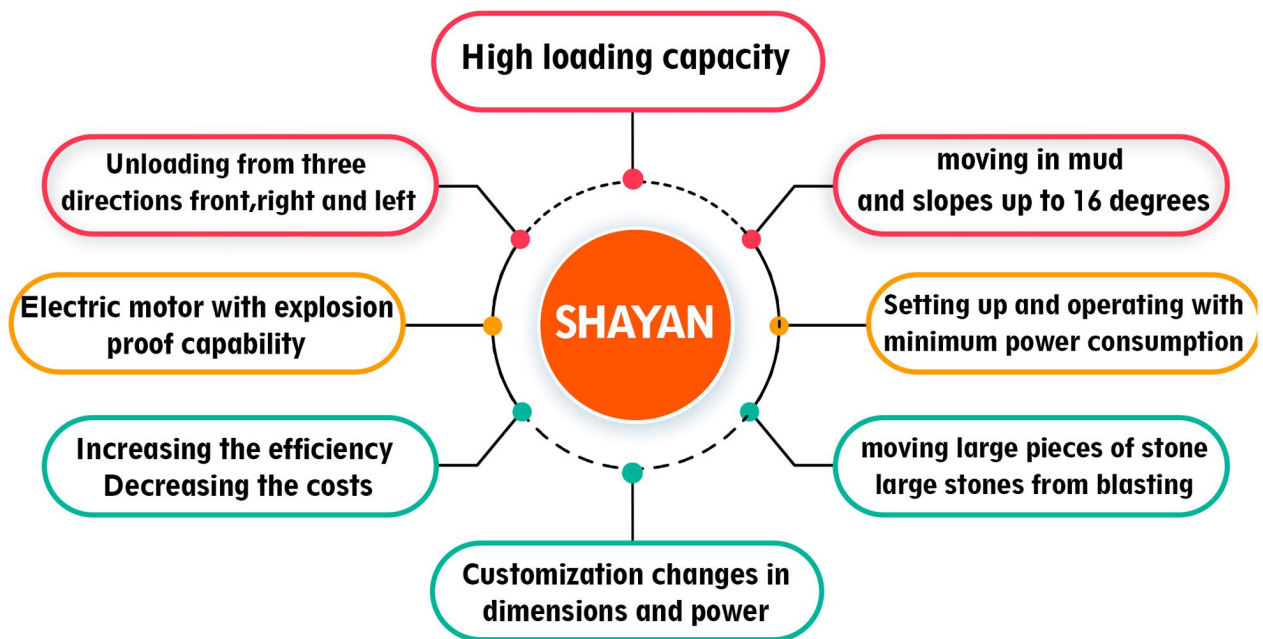 High loading capacity
Unloading from three
directions front,right and left
moving in mud
and slopes up to 16 degrees
Electric motor with explosion
proof capability
SHAYAN
Setting up and operating with
minimum power consumption
Increasing the efficiency
Decreasing the costs
moving large pieces of stone
large stones from blasting
Customization changes in
dimensions and power